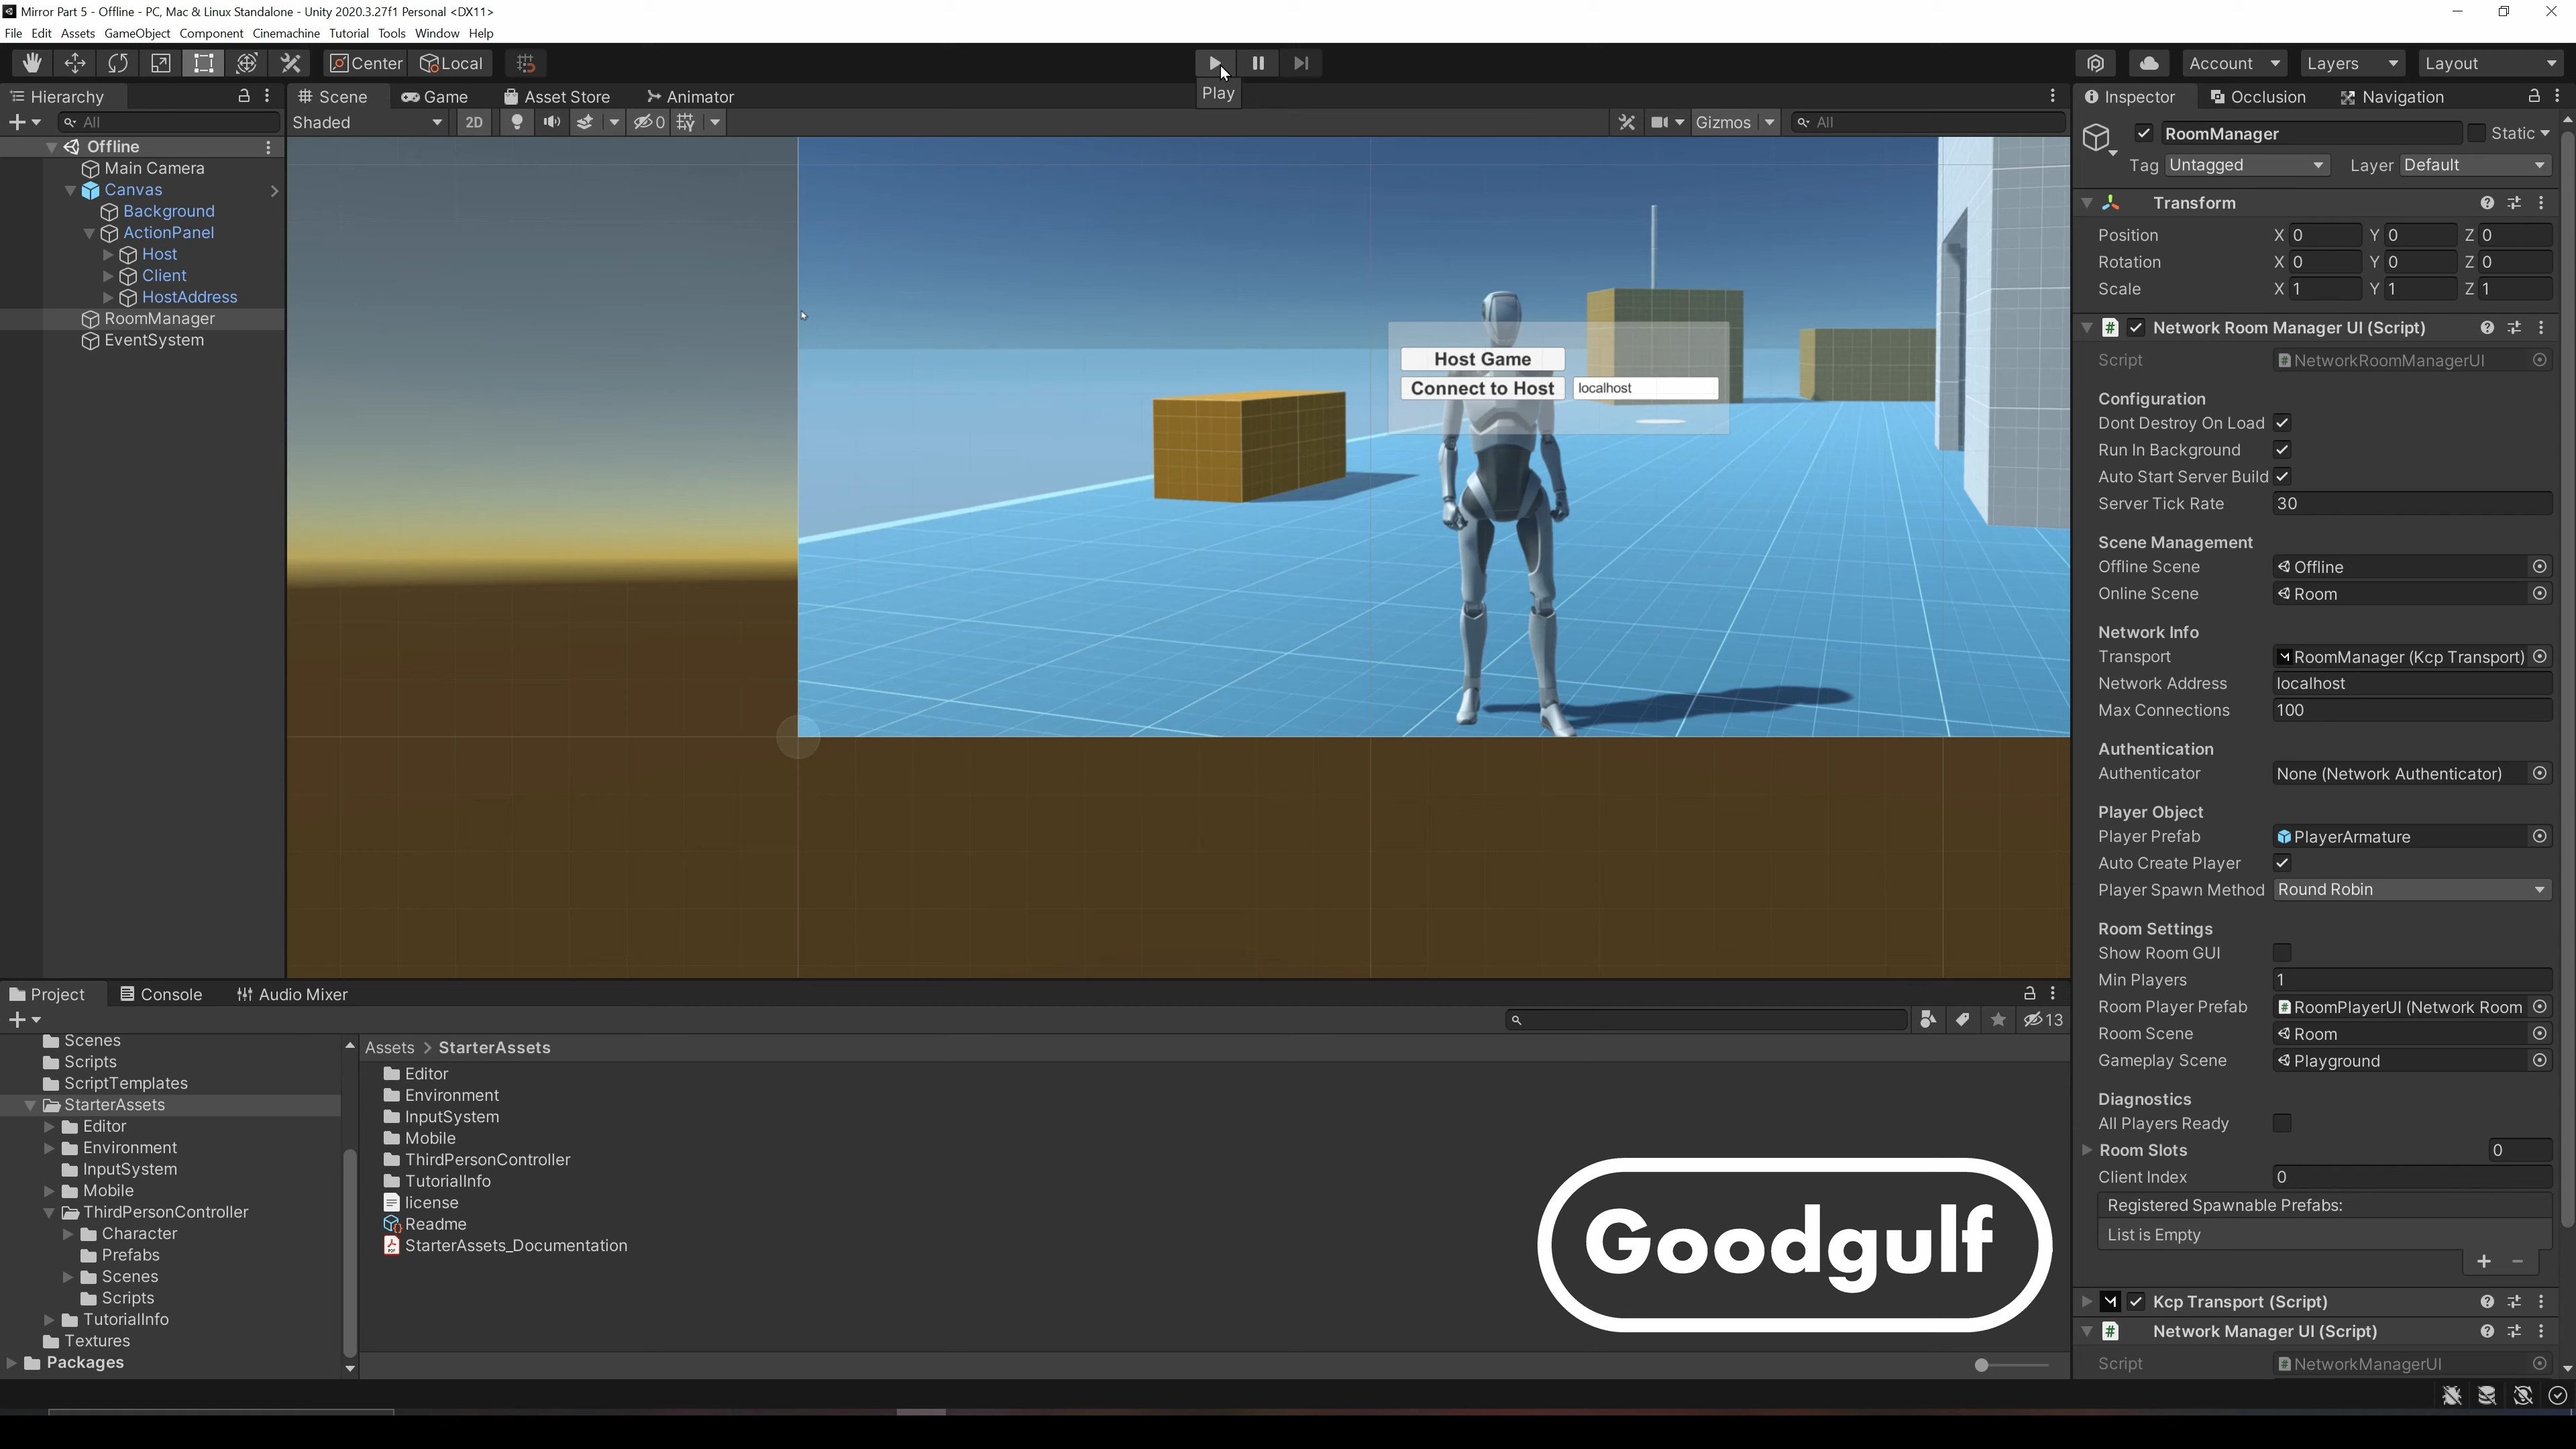 Mirror Part 5 - Offline - PC, Mac & Linux Standalone - Unity 2020.3.27f1 Personal <DX11>
File Edit Assets GameObject Component Cinemachine Tutorial Tools Window Help
Center Local
Account Layers Layout
Play
Hierarchy
All
Offline
Main Camera
Canvas
Background
ActionPanel
Host
Client
HostAddress
RoomManager
EventSystem
Scene Game Asset Store Animator
Shaded 2D 0 Gizmos All
Host Game
Connect to Host localhost
Inspector Occlusion Navigation
RoomManager Static
Tag Untagged Layer Default
Transform
Position X 0 Y 0 Z 0
Rotation X 0 Y 0 Z 0
Scale X 1 Y 1 Z 1
# Network Room Manager UI (Script)
Script # NetworkRoomManagerUI
Configuration
Dont Destroy On Load
Run In Background
Auto Start Server Build
Server Tick Rate 30
Scene Management
Offline Scene Offline
Online Scene Room
Network Info
Transport RoomManager (Kcp Transport)
Network Address localhost
Max Connections 100
Authentication
Authenticator None (Network Authenticator)
Player Object
Player Prefab PlayerArmature
Auto Create Player
Player Spawn Method Round Robin
Room Settings
Show Room GUI
Min Players 1
Room Player Prefab # RoomPlayerUI (Network Room
Room Scene Room
Gameplay Scene Playground
Diagnostics
All Players Ready
Room Slots 0
Client Index 0
Registered Spawnable Prefabs:
List is Empty
Kcp Transport (Script)
# Network Manager UI (Script)
Script # NetworkManagerUI
Project Console Audio Mixer
13
Scenes
Scripts
ScriptTemplates
StarterAssets
Editor
Environment
InputSystem
Mobile
ThirdPersonController
Character
Prefabs
Scenes
Scripts
TutorialInfo
Textures
Packages
Assets > StarterAssets
Editor
Environment
InputSystem
Mobile
ThirdPersonController
TutorialInfo
license
Readme
StarterAssets_Documentation
Goodgulf